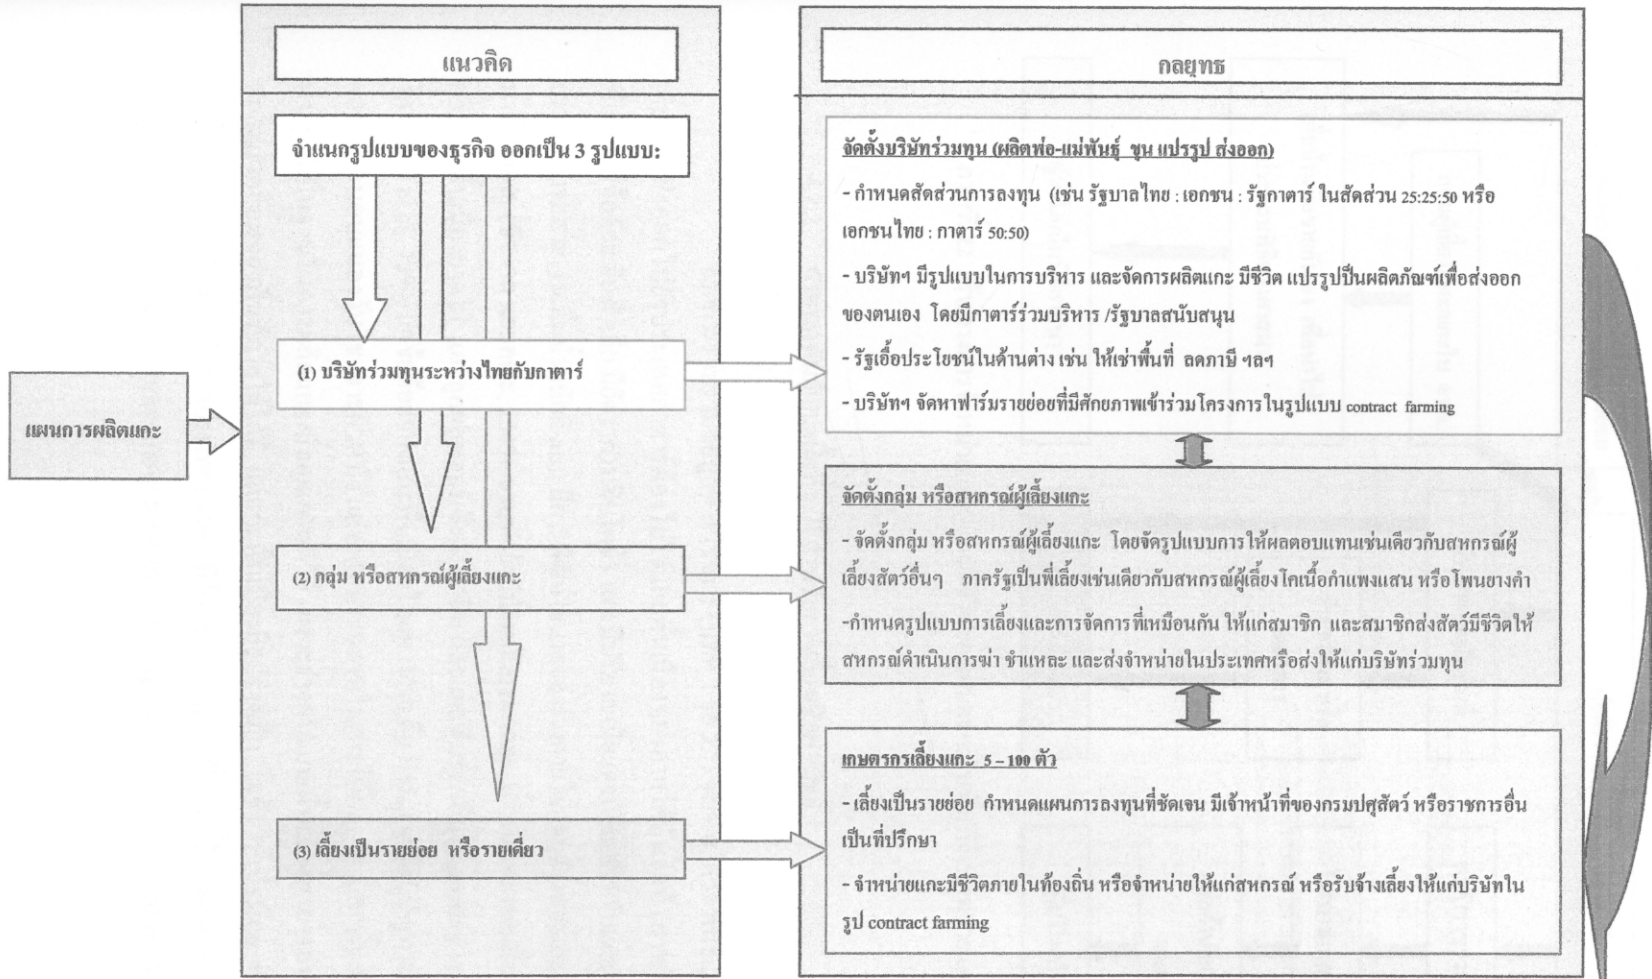 แนวคิด
กลยุทธ
จำแนกรูปแบบของธุรกิจ ออกเป็น 3 รูปแบบ:
แผนการผลิตแกะ
(1) บริษัทร่วมทุนระหว่างไทยกับกาตาร์
(2) กลุ่ม หรือสหกรณ์ผู้เลี้ยงแกะ
(3) เลี้ยงเป็นรายย่อย หรือรายเดี่ยว
จัดตั้งบริษัทร่วมทุน (ผลิตพ่อ-แม่พันธุ์ ขุน แปรรูป ส่งออก)
- กำหนดสัดส่วนการลงทุน (เช่น รัฐบาลไทย : เอกชน : รัฐกาตาร์ ในสัดส่วน 25:25:50 หรือ
เอกชนไทย : กาตาร์ 50:50)
- บริษัทฯ มีรูปแบบในการบริหาร และจัดการผลิตแกะ มีชีวิต แปรรูปป็นผลิตภัณฑ์เพื่อส่งออก
ของตนเอง โดยมีกาตาร์ร่วมบริหาร /รัฐบาลสนับสนุน
- รัฐเอื้อประโยชน์ในด้านต่าง เช่น ให้เช่าพื้นที่ ลดภาษี ฯลฯ
- บริษัทฯ จัดหาฟาร์มรายย่อยที่มีศักยภาพเข้าร่วมโครงการในรูปแบบ contract farming
จัดตั้งกลุ่ม หรือสหกรณ์ผู้เลี้ยงแกะ
- จัดตั้งกลุ่ม หรือสหกรณ์ผู้เลี้ยงแกะ โดยจัดรูปแบบการให้ผลตอบแทนเช่นเดียวกับสหกรณ์ผู้
เลี้ยงสัตว์อื่นๆ ภาครัฐเป็นพี่เลี้ยงเช่นเดียวกับสหกรณ์ผู้เลี้ยงโคเนื้อกำแพงแสน หรือโพนยางคำ
-กำหนดรูปแบบการเลี้ยงและการจัดการที่เหมือนกัน ให้แก่สมาชิก และสมาชิกส่งสัตว์มีชีวิตให้
สหกรณ์ดำเนินการฆ่า ชำแหละ และส่งจำหน่ายในประเทศหรือส่งให้แก่บริษัทร่วมทุน
เกษตรกรเลี้ยงแกะ 5 – 100 ตัว
- เลี้ยงเป็นรายย่อย กำหนดแผนการลงทุนที่ชัดเจน มีเจ้าหน้าที่ของกรมปศุสัตว์ หรือราชการอื่น
เป็นที่ปรึกษา
- จำหน่ายแกะมีชีวิตภายในท้องถิ่น หรือจำหน่ายให้แก่สหกรณ์ หรือรับจ้างเลี้ยงให้แก่บริษัทใน
รูป contract farming